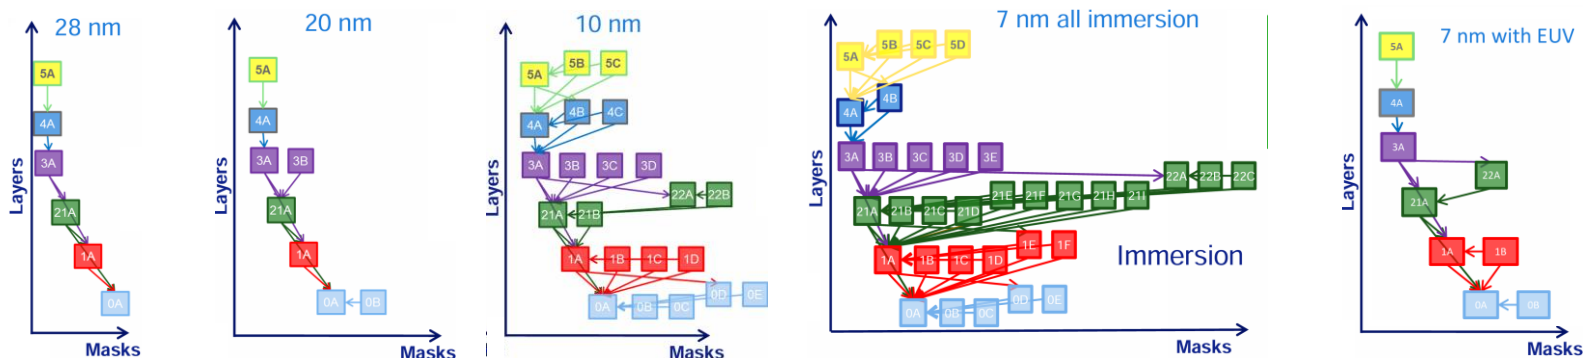 28 nm
5A
4A
3A
21A
1A
0A
Layers
Masks
20 nm
5A
4A
3A 3B
21A
1A
0A 0B
Layers
Masks
10 nm
5A 5B 5C
4A 4B 4C
3A 3B 3C 3D
22A 22B
21A 21B
1A 1B 1C 1D
0A 0B 0C 0D 0E
Layers
Masks
7 nm all immersion
5A 5B 5C 5D
4A 4B
3A 3B 3C 3D 3E
22A 22B 22C
21A 21B 21C 21D 21E 21F 21G 21H 21I
1A 1B 1C 1D 1E 1F
0A 0B 0C 0D 0E
Immersion
Layers
Masks
7 nm with EUV
5A
4A
3A
22A
21A
1A 1B
0A 0B
Layers
Masks